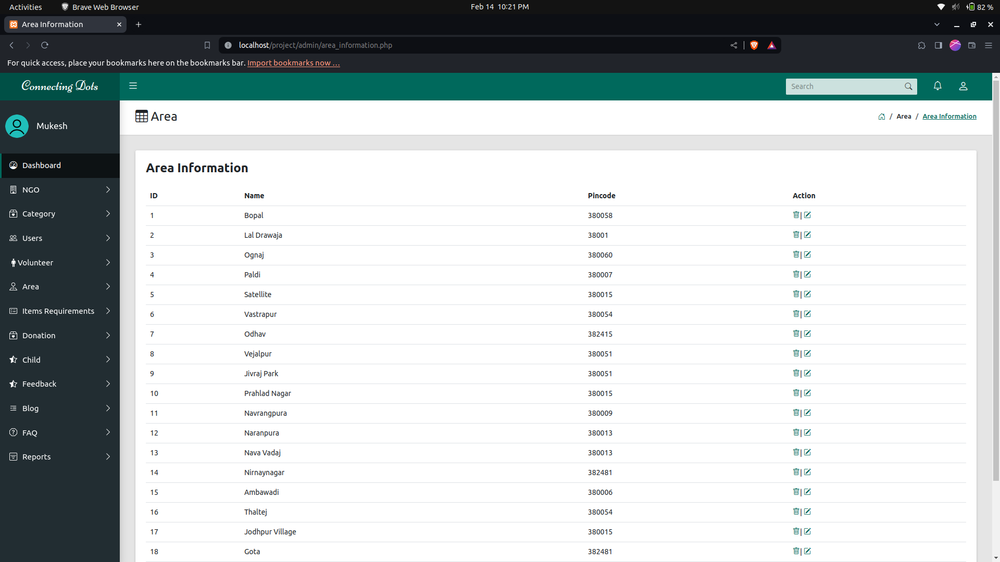 Activities Brave Web Browser Feb 14 10:21 PM 82 %
Area Information
localhost/project/admin/area_information.php
For quick access, place your bookmarks here on the bookmarks bar. Import bookmarks now ...
Connecting Dots Search
Mukesh
Area / Area / Area Information
Dashboard
NGO
Category
Users
Volunteer
Area
Items Requirements
Donation
Child
Feedback
Blog
FAQ
Reports
Area Information
ID Name Pincode Action
1 Bopal 380058 |
2 Lal Drawaja 38001 |
3 Ognaj 380060 |
4 Paldi 380007 |
5 Satellite 380015 |
6 Vastrapur 380054 |
7 Odhav 382415 |
8 Vejalpur 380051 |
9 Jivraj Park 380051 |
10 Prahlad Nagar 380015 |
11 Navrangpura 380009 |
12 Naranpura 380013 |
13 Nava Vadaj 380013 |
14 Nirnaynagar 382481 |
15 Ambawadi 380006 |
16 Thaltej 380054 |
17 Jodhpur Village 380015 |
18 Gota 382481 |